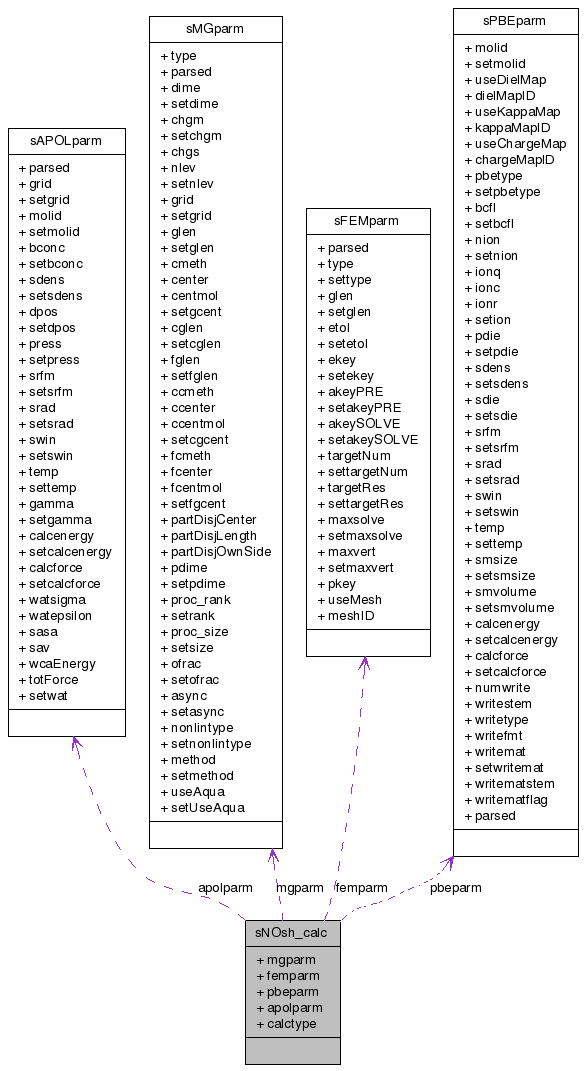 sAPOLparm
+ parsed
+ grid
+ setgrid
+ molid
+ setmolid
+ bconc
+ setbconc
+ sdens
+ setsdens
+ dpos
+ setdpos
+ press
+ setpress
+ srfm
+ setsrfm
+ srad
+ setsrad
+ swin
+ setswin
+ temp
+ settemp
+ gamma
+ setgamma
+ calcenergy
+ setcalcenergy
+ calcforce
+ setcalcforce
+ watsigma
+ watepsilon
+ sasa
+ sav
+ wcaEnergy
+ totForce
+ setwat
sMGparm
+ type
+ parsed
+ dime
+ setdime
+ chgm
+ setchgm
+ chgs
+ nlev
+ setnlev
+ grid
+ setgrid
+ glen
+ setglen
+ cmeth
+ center
+ centmol
+ setgcent
+ cglen
+ setcglen
+ fglen
+ setfglen
+ ccmeth
+ ccenter
+ ccentmol
+ setcgcent
+ fcmeth
+ fcenter
+ fcentmol
+ setfgcent
+ partDisjCenter
+ partDisjLength
+ partDisjOwnSide
+ pdime
+ setpdime
+ proc_rank
+ setrank
+ proc_size
+ setsize
+ ofrac
+ setofrac
+ async
+ setasync
+ nonlintype
+ setnonlintype
+ method
+ setmethod
+ useAqua
+ setUseAqua
sFEMparm
+ parsed
+ type
+ settype
+ glen
+ setglen
+ etol
+ setetol
+ ekey
+ setekey
+ akeyPRE
+ setakeyPRE
+ akeySOLVE
+ setakeySOLVE
+ targetNum
+ settargetNum
+ targetRes
+ settargetRes
+ maxsolve
+ setmaxsolve
+ maxvert
+ setmaxvert
+ pkey
+ useMesh
+ meshID
sPBEparm
+ molid
+ setmolid
+ useDielMap
+ dielMapID
+ useKappaMap
+ kappaMapID
+ useChargeMap
+ chargeMapID
+ pbetype
+ setpbetype
+ bcfl
+ setbcfl
+ nion
+ setnion
+ ionq
+ ionc
+ ionr
+ setion
+ pdie
+ setpdie
+ sdens
+ setsdens
+ sdie
+ setsdie
+ srfm
+ setsrfm
+ srad
+ setsrad
+ swin
+ setswin
+ temp
+ settemp
+ smsize
+ setsmsize
+ smvolume
+ setsmvolume
+ calcenergy
+ setcalcenergy
+ calcforce
+ setcalcforce
+ numwrite
+ writestem
+ writetype
+ writefmt
+ writemat
+ setwritemat
+ writematstem
+ writematflag
+ parsed
apolparm
mgparm
femparm
pbeparm
sNOsh_calc
+ mgparm
+ femparm
+ pbeparm
+ apolparm
+ calctype